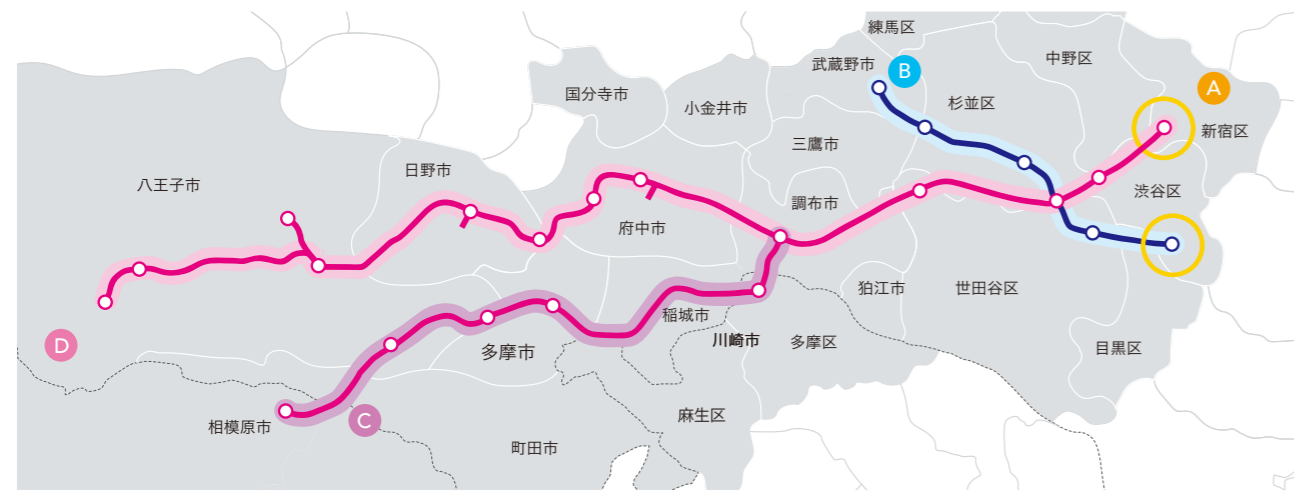 練馬区
中野区
武蔵野市
B
A
国分寺市
小金井市
杉並区
新宿区
三鷹市
日野市
八王子市
渋谷区
調布市
府中市
狛江市
世田谷区
稲城市
川崎市
多摩区
D
多摩市
目黒区
麻生区
C
相模原市
町田市